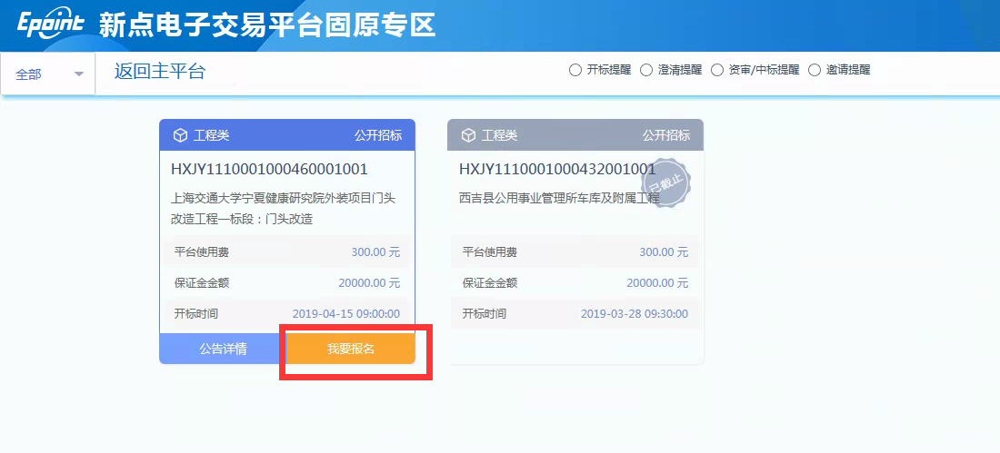 Epoint 新点电子交易平台固原专区
全部 返回主平台 开标提醒 澄清提醒 资审/中标提醒 邀请提醒
工程类 公开招标
HXJY1110001000460001001
上海交通大学宁夏健康研究院外装项目门头
改造工程一标段：门头改造
平台使用费 300.00 元
保证金金额 20000.00 元
开标时间 2019-04-15 09:00:00
公告详情 我要报名
工程类 公开招标
HXJY1110001000432001001
已截止
西吉县公用事业管理所车库及附属工程
平台使用费 300.00 元
保证金金额 20000.00 元
开标时间 2019-03-28 09:30:00